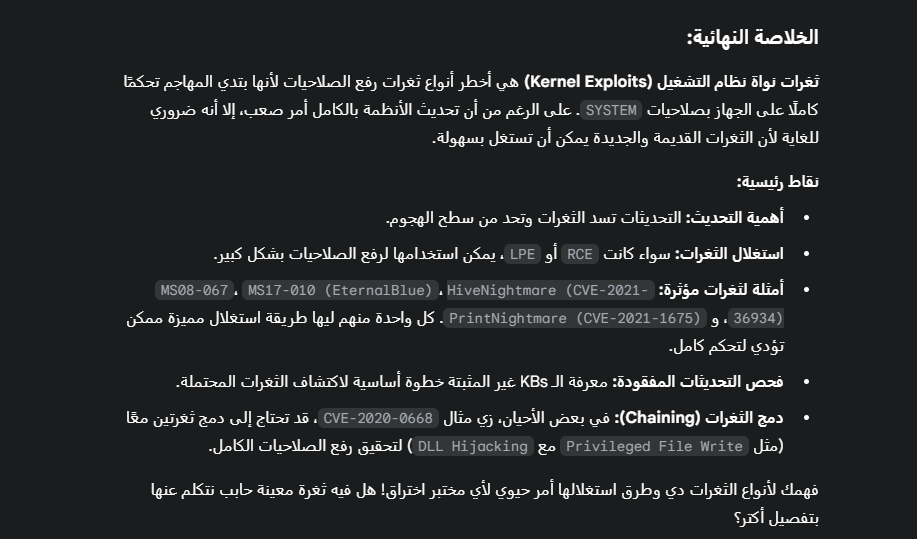 الخلاصة النهائية:
ثغرات نواة نظام التشغيل (Kernel Exploits) هي أخطر أنواع ثغرات رفع الصلاحيات لأنها بتدي المهاجم تحكمًا
كاملًا على الجهاز بصلاحيات SYSTEM. على الرغم من أن تحديث الأنظمة بالكامل أمر صعب، إلا أنه ضروري
للغاية لأن الثغرات القديمة والجديدة يمكن أن تستغل بسهولة.
نقاط رئيسية:
• أهمية التحديث: التحديثات تسد الثغرات وتحد من سطح الهجوم.
• استغلال الثغرات: سواء كانت RCE أو LPE، يمكن استخدامها لرفع الصلاحيات بشكل كبير.
• أمثلة لثغرات مؤثرة: MS08-067، MS17-010 (EternalBlue)، HiveNightmare (CVE-2021-
36934)، و PrintNightmare (CVE-2021-1675). كل واحدة منهم ليها طريقة استغلال مميزة ممكن
تؤدي لتحكم كامل.
• فحص التحديثات المفقودة: معرفة الـ KBs غير المثبتة خطوة أساسية لاكتشاف الثغرات المحتملة.
• دمج الثغرات (Chaining): في بعض الأحيان، زي مثال CVE-2020-0668، قد تحتاج إلى دمج ثغرتين معًا
(مثل Privileged File Write مع DLL Hijacking) لتحقيق رفع الصلاحيات الكامل.
فهمك لأنواع الثغرات دي وطرق استغلالها أمر حيوي لأي مختبر اختراق! هل فيه ثغرة معينة حابب نتكلم عنها
بتفصيل أكتر؟